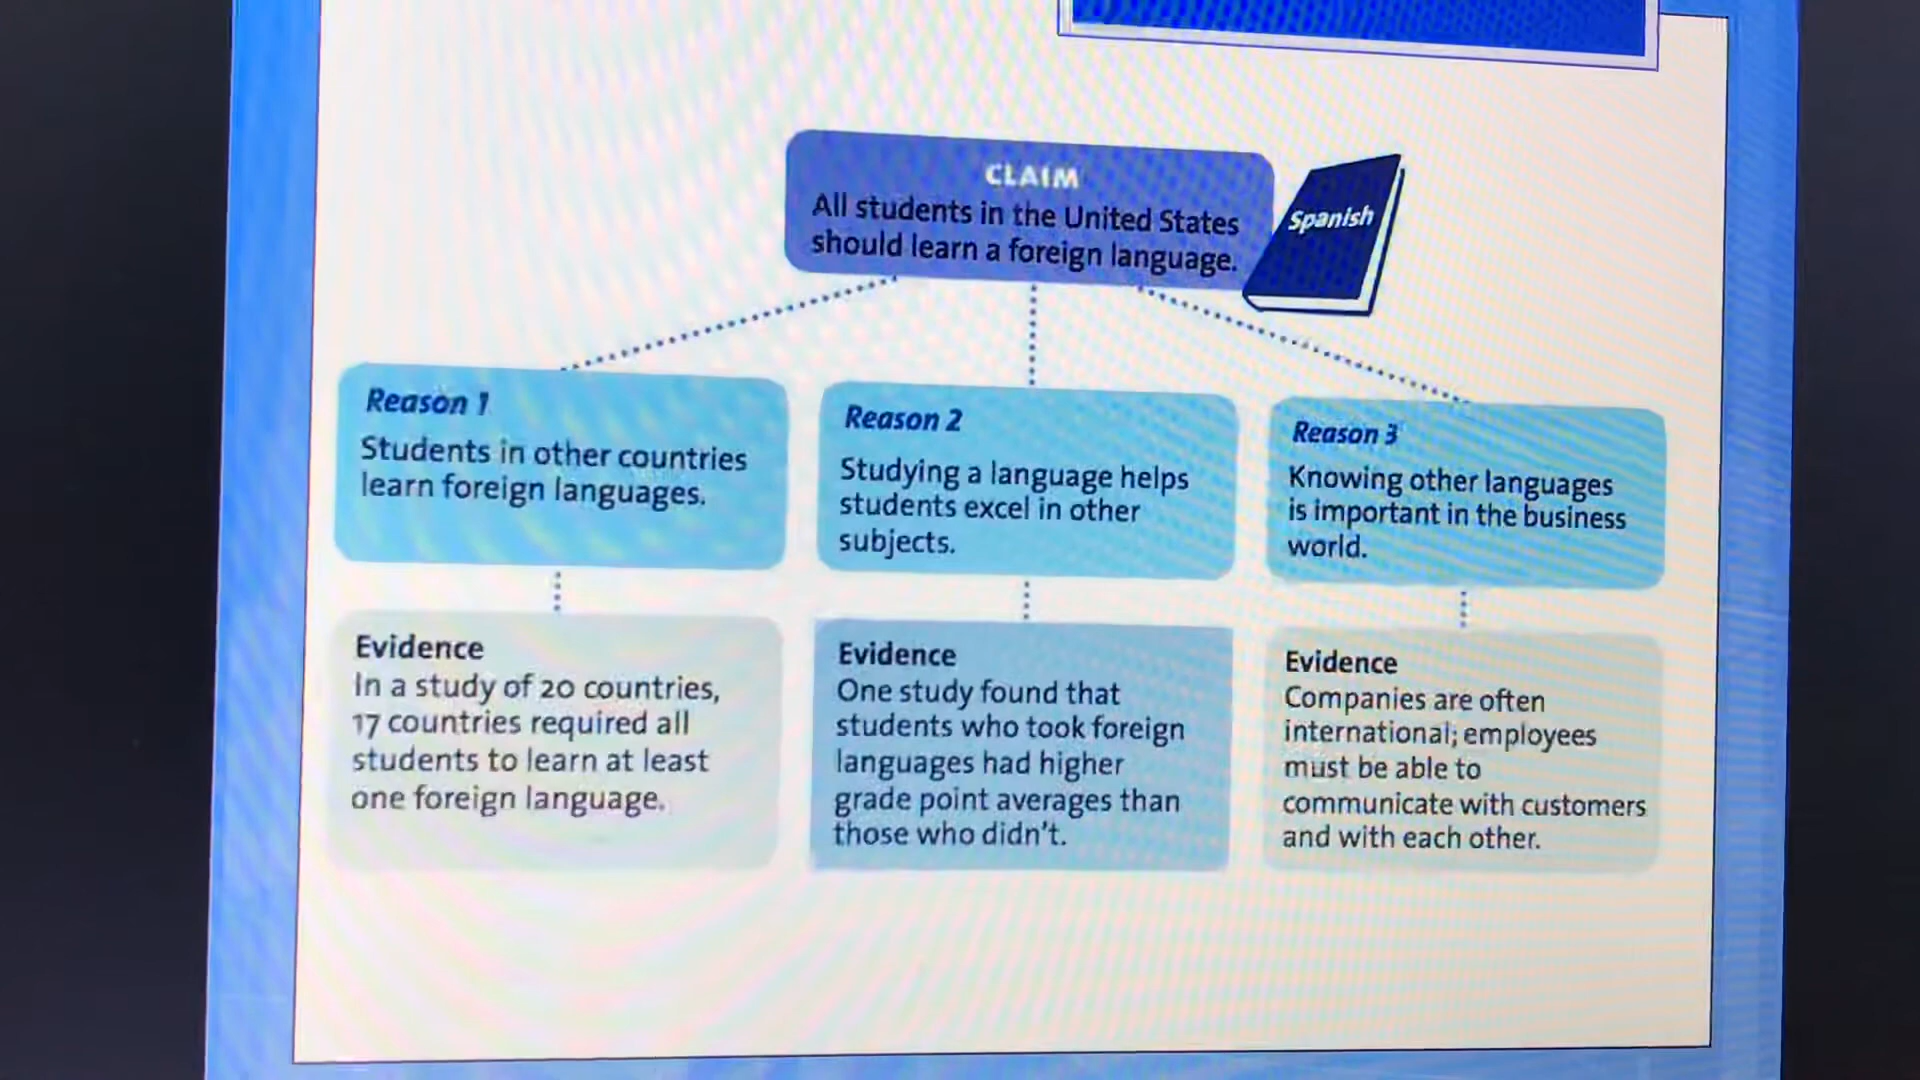 CLAIM
All students in the United States
should learn a foreign language.
Spanish
Reason 1
Students in other countries
learn foreign languages.
Reason 2
Studying a language helps
students excel in other
subjects.
Reason 3
Knowing other languages
is important in the business
world.
Evidence
In a study of 20 countries,
17 countries required all
students to learn at least
one foreign language.
Evidence
One study found that
students who took foreign
languages had higher
grade point averages than
those who didn't.
Evidence
Companies are often
international; employees
must be able to
communicate with customers
and with each other.